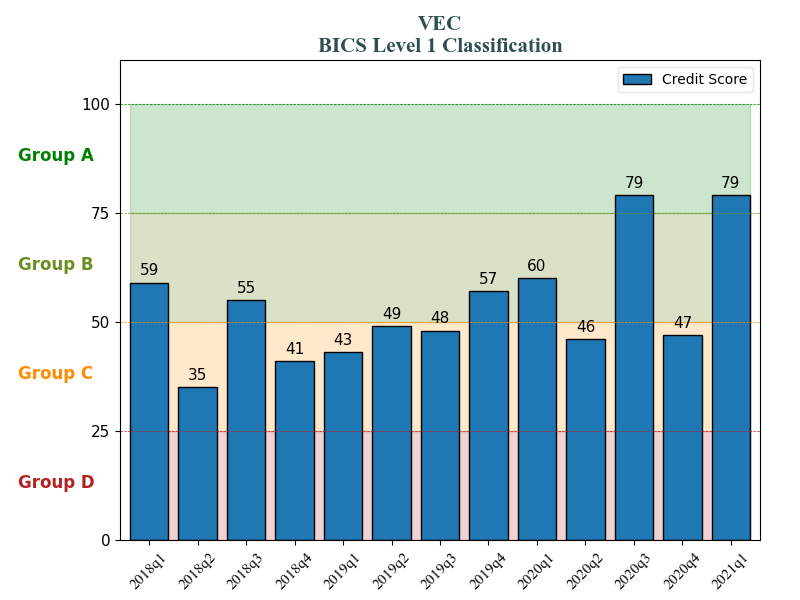 VEC
BICS Level 1 Classification
Credit Score
100
Group A
79
79
75
Group B
59
60
57
55
50
49
48
47
46
43
41
Group C
35
25
Group D
0
2018q1
2018q2
2018q3
2018q4
2019q1
2019q2
2019q3
2019q4
2020q1
2020q2
2020q3
2020q4
2021q1